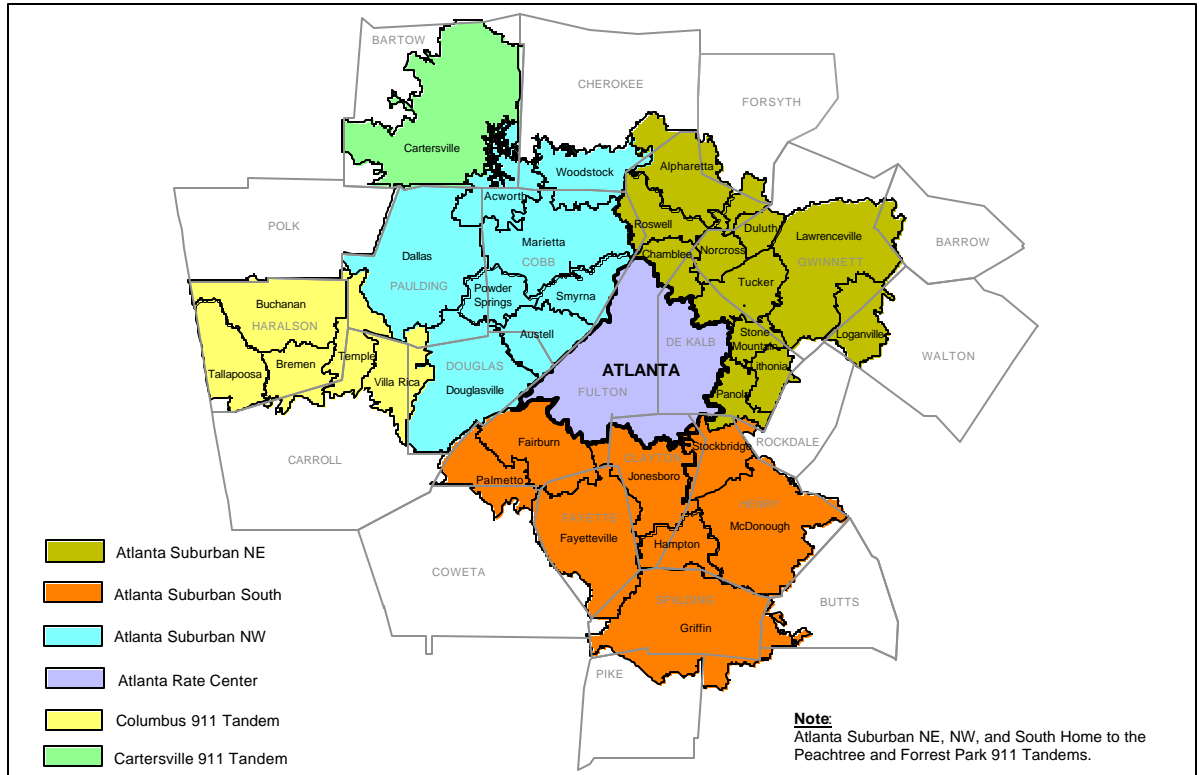 BARTOW
CHEROKEE
FORSYTH
Cartersville
Woodstock
Alpharetta
Acworth
POLK
Roswell
Duluth
Lawrenceville
BARROW
Marietta
COBB
Chamblee
Norcross
GWINNETT
Dallas
PAULDING
Powder
Springs
Smyrna
Tucker
Buchanan
HARALSON
Austell
DE KALB
Stone
Mountain
Loganville
WALTON
Tallapoosa
Bremen
Temple
Villa Rica
DOUGLAS
Douglasville
ATLANTA
FULTON
Lithonia
Panola
CARROLL
Fairburn
CLAYTON
Stockbridge
ROCKDALE
Palmetto
Jonesboro
HENRY
McDonough
FAYETTE
Fayetteville
Hampton
COWETA
SPALDING
Griffin
BUTTS
PIKE
Atlanta Suburban NE
Atlanta Suburban South
Atlanta Suburban NW
Atlanta Rate Center
Columbus 911 Tandem
Cartersville 911 Tandem
Note:
Atlanta Suburban NE, NW, and South Home to the
Peachtree and Forrest Park 911 Tandems.